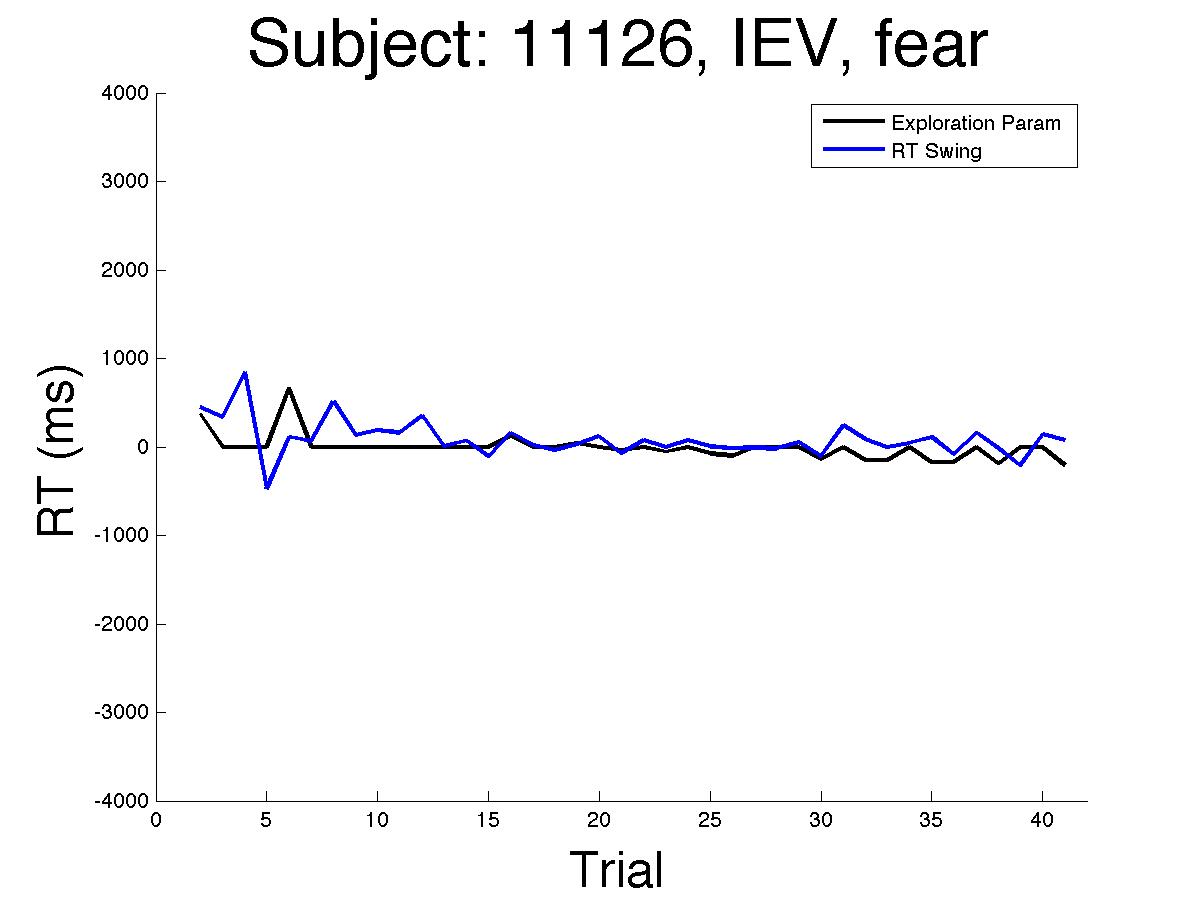 Subject: 11126, IEV, fear
4000
3000
2000
1000
0
-1000
-2000
-3000
-4000
RT (ms)
Exploration Param
RT Swing
0 5 10 15 20 25 30 35 40
Trial